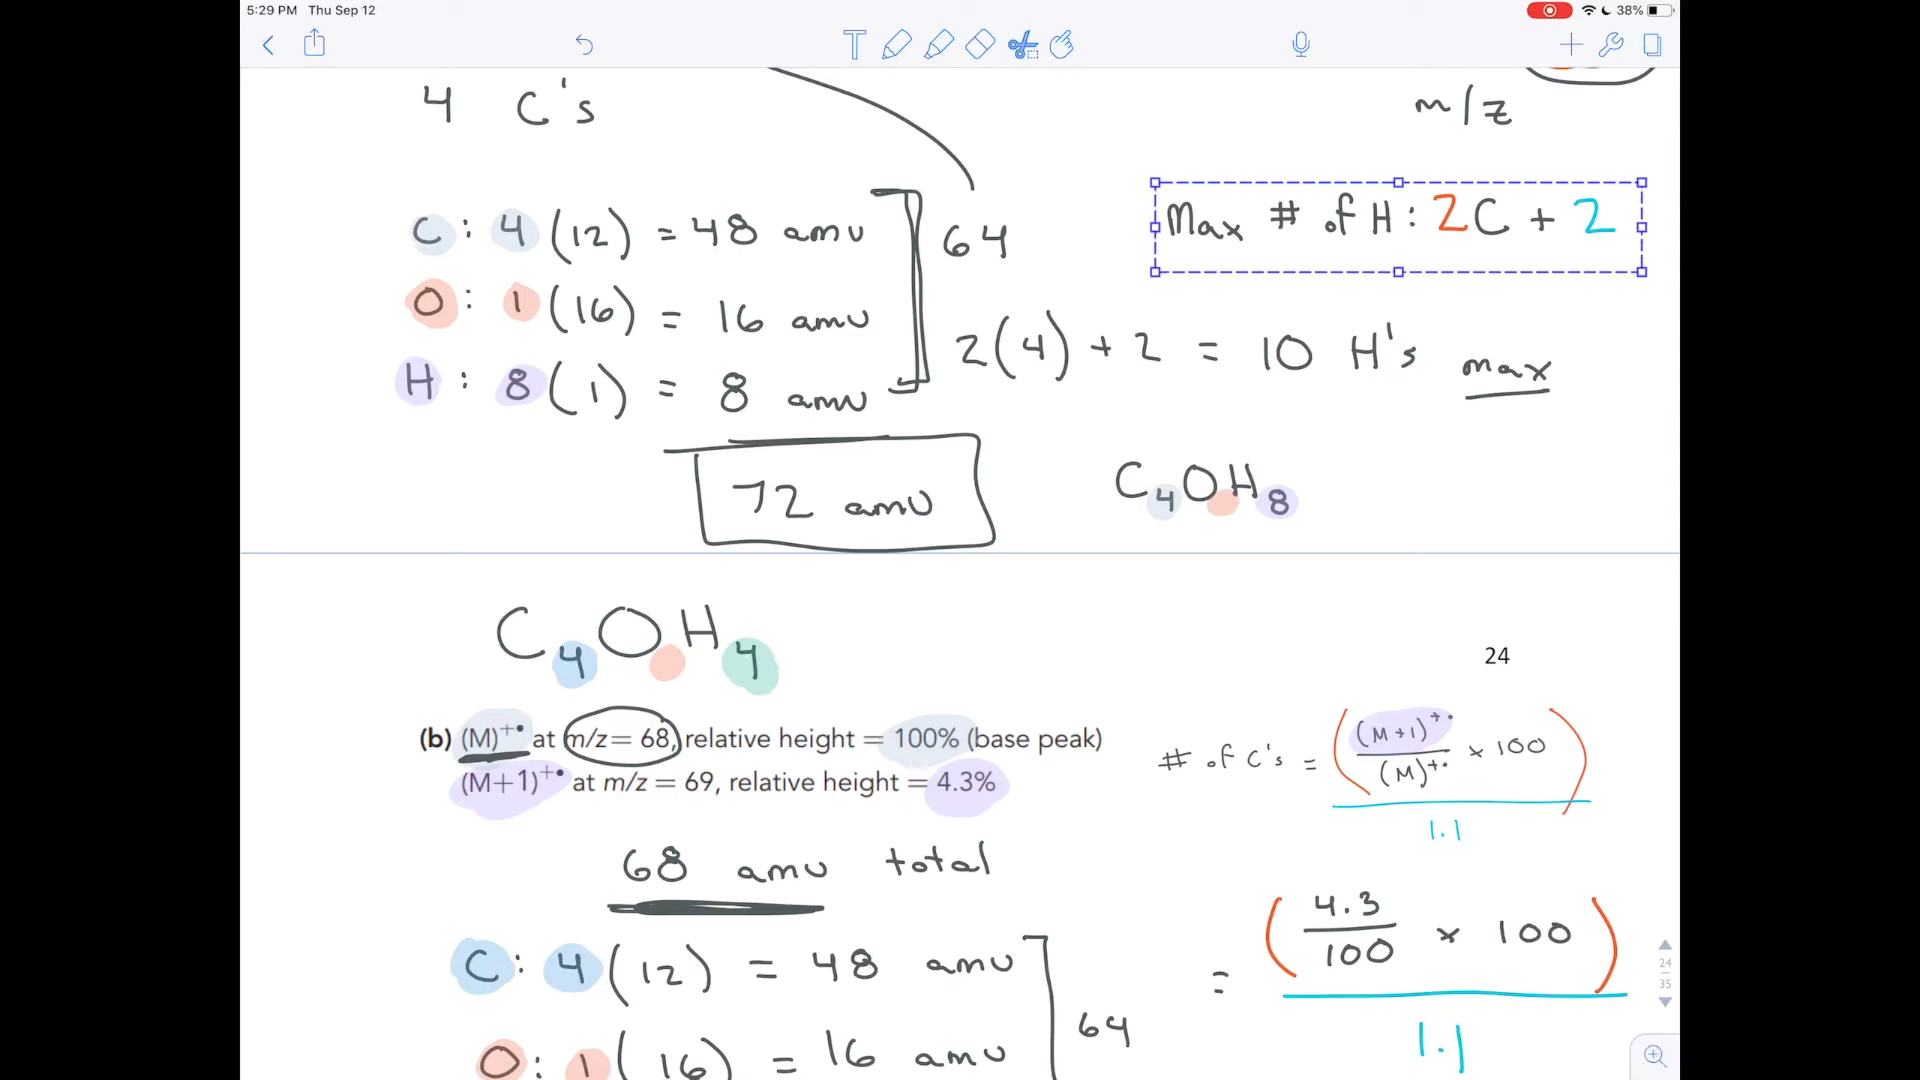 5:29 PM Thu Sep 12
38%
T
4 C's
m/z
C: 4(12) = 48 amu
64
Max # of H: 2C + 2
O: 1(16) = 16 amu
2(4) + 2 = 10 H's max
H: 8(1) = 8 amu
72 amu
C4OH8
C4OH4
24
(b) (M)+• at m/z= 68, relative height = 100% (base peak)
(M+1)+• at m/z = 69, relative height = 4.3%
# of C's = ((M+1)+• / (M)+• × 100) / 1.1
68 amu total
= (4.3 / 100 × 100) / 1.1
C: 4(12) = 48 amu
64
O: 1(16) = 16 amu
24
35